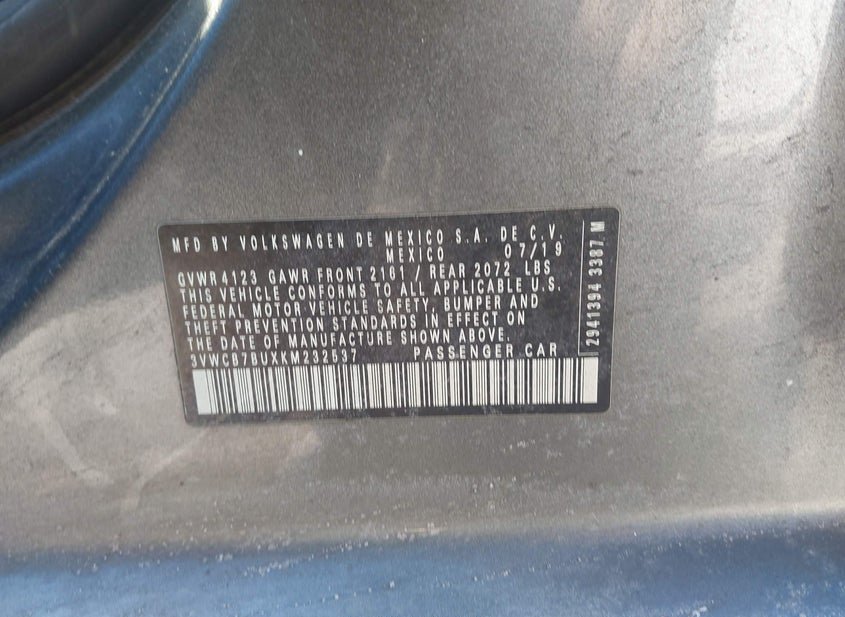 MFD BY VOLKSWAGEN DE MEXICO S.A. DE C.V.
MEXICO 07/19
GVWR 4123 GAWR FRONT 2161 / REAR 2072 LBS
THIS VEHICLE CONFORMS TO ALL APPLICABLE U.S.
FEDERAL MOTOR VEHICLE SAFETY, BUMPER AND
THEFT PREVENTION STANDARDS IN EFFECT ON
THE DATE OF MANUFACTURE SHOWN ABOVE.
3VWCB7BUXKM232537 PASSENGER CAR
2941394 3387 M